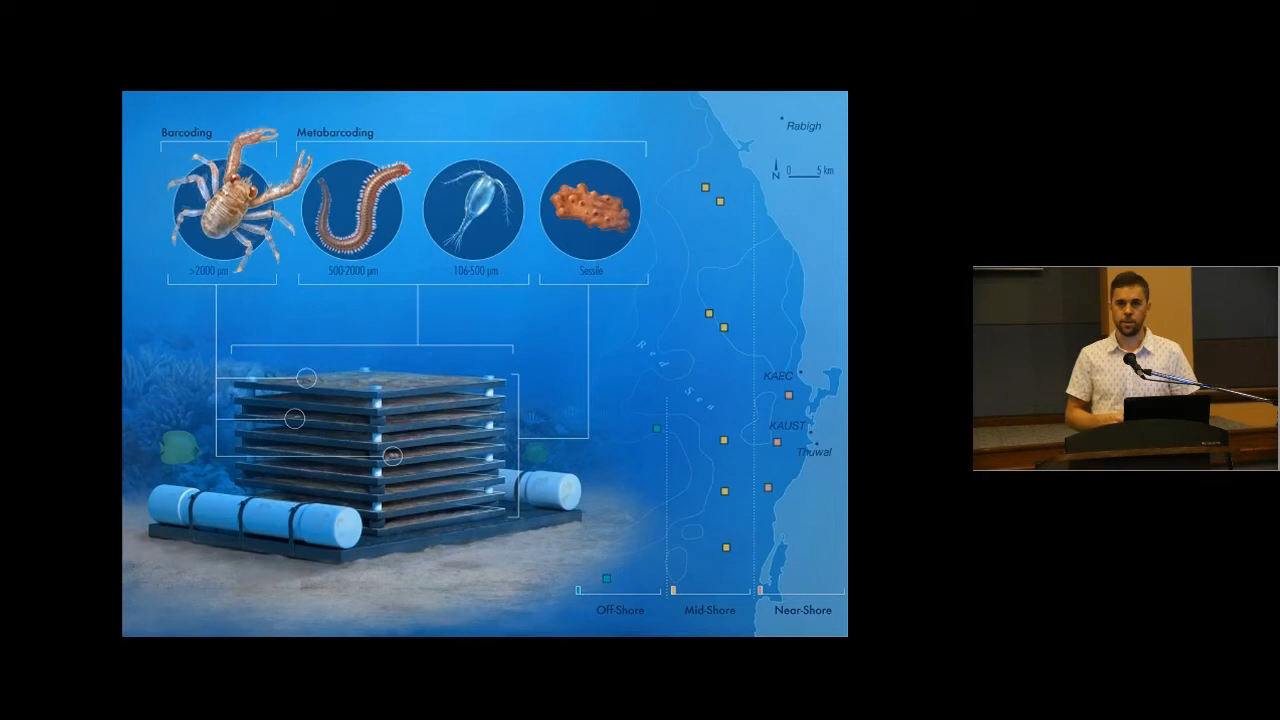 Barcoding
Metabarcoding
>2000 µm
500-2000 µm
106-500 µm
Sessile
Rabigh
N
0 5 km
Red Sea
KAEC
KAUST
Thuwal
Off-Shore
Mid-Shore
Near-Shore